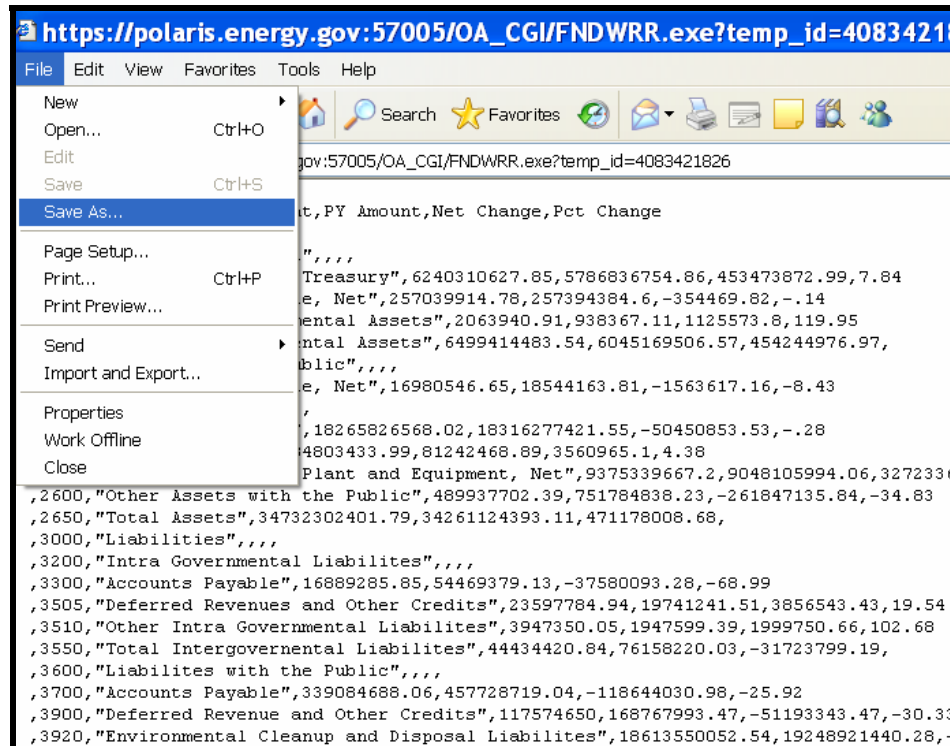 https://polaris.energy.gov:57005/OA_CGI/FNDWRR.exe?temp_id=40834218
File Edit View Favorites Tools Help
Search Favorites
gov:57005/OA_CGI/FNDWRR.exe?temp_id=4083421826
New
Open... Ctrl+O
Edit
Save Ctrl+S
Save As...
Page Setup...
Print... Ctrl+P
Print Preview...
Send
Import and Export...
Properties
Work Offline
Close
t,PY Amount,Net Change,Pct Change
",,,,
Treasury",6240310627.85,5786836754.86,453473872.99,7.84
e, Net",257039914.78,257394384.6,-354469.82,-.14
ental Assets",2063940.91,938367.11,1125573.8,119.95
ntal Assets",6499414483.54,6045169506.57,454244976.97,
blic",,,,
e, Net",16980546.65,18544163.81,-1563617.16,-8.43
,
,18265826568.02,18316277421.55,-50450853.53,-.28
4803433.99,81242468.89,3560965.1,4.38
Plant and Equipment, Net",9375339667.2,9048105994.06,327233
,2600,"Other Assets with the Public",489937702.39,751784838.23,-261847135.84,-34.83
,2650,"Total Assets",34732302401.79,34261124393.11,471178008.68,
,3000,"Liabilities",,,,
,3200,"Intra Governmental Liabilites",,,,
,3300,"Accounts Payable",16889285.85,54469379.13,-37580093.28,-68.99
,3505,"Deferred Revenues and Other Credits",23597784.94,19741241.51,3856543.43,19.54
,3510,"Other Intra Governmental Liabilites",3947350.05,1947599.39,1999750.66,102.68
,3550,"Total Intergovernental Liabilites",44434420.84,76158220.03,-31723799.19,
,3600,"Liabilites with the Public",,,,
,3700,"Accounts Payable",339084688.06,457728719.04,-118644030.98,-25.92
,3900,"Deferred Revenue and Other Credits",117574650,168767993.47,-51193343.47,-30.33
,3920,"Environmental Cleanup and Disposal Liabilites",18613550052.54,19248921440.28,-